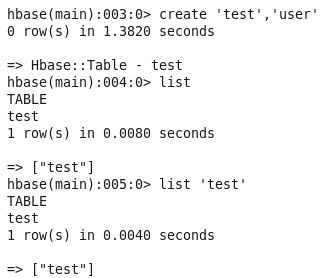 hbase(main):003:0> create 'test','user'
0 row(s) in 1.3820 seconds
=> Hbase::Table - test
hbase(main):004:0> list
TABLE
test
1 row(s) in 0.0080 seconds
=> ["test"]
hbase(main):005:0> list 'test'
TABLE
test
1 row(s) in 0.0040 seconds
=> ["test"]